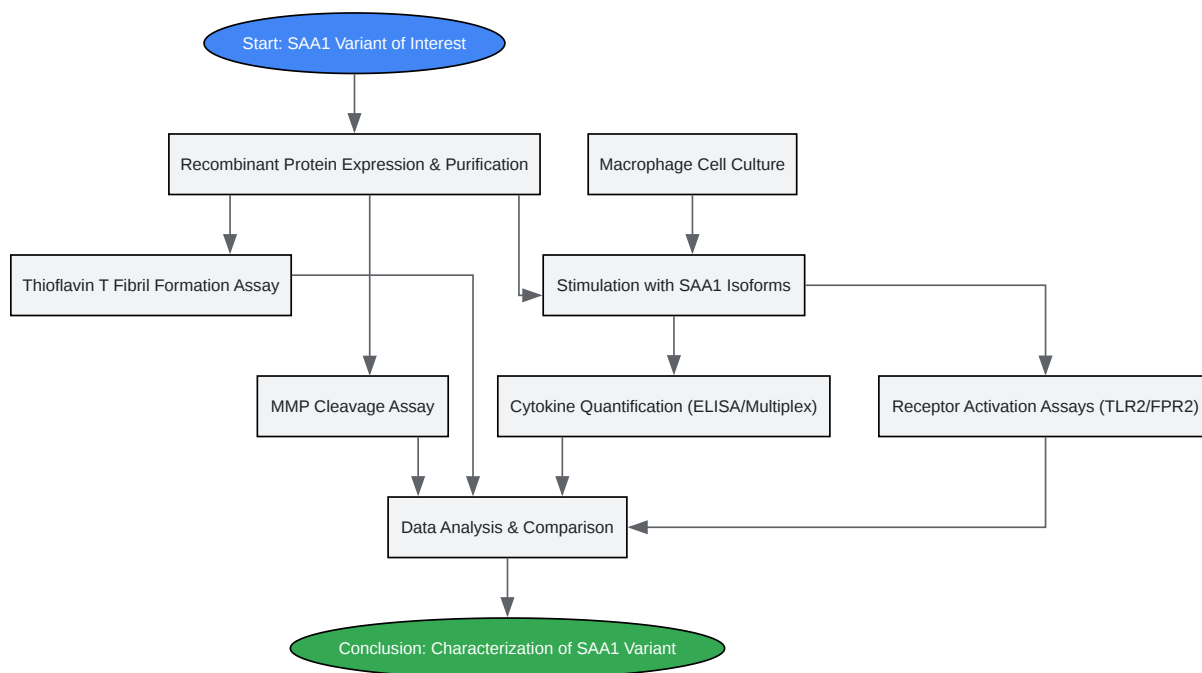 Start: SAA1 Variant of Interest
Recombinant Protein Expression & Purification
Macrophage Cell Culture
Thioflavin T Fibril Formation Assay
Stimulation with SAA1 Isoforms
MMP Cleavage Assay
Cytokine Quantification (ELISA/Multiplex)
Receptor Activation Assays (TLR2/FPR2)
Data Analysis & Comparison
Conclusion: Characterization of SAA1 Variant